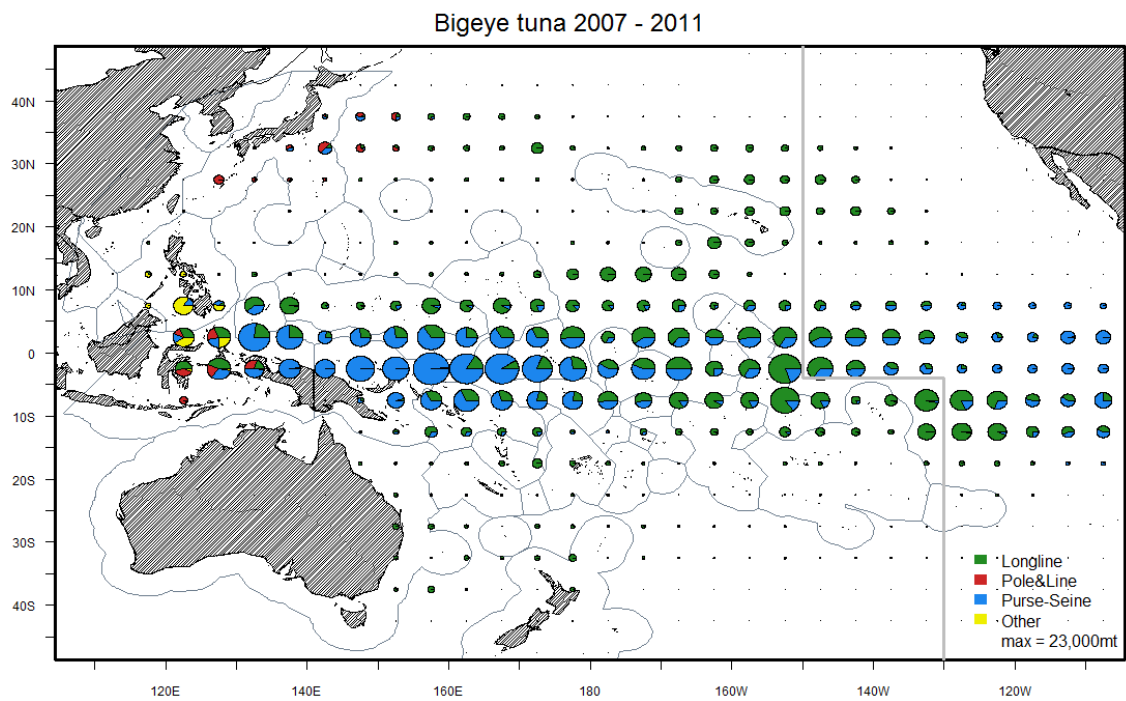 Bigeye tuna 2007 - 2011
40N
30N
20N
10N
0
10S
20S
30S
40S
Longline
Pole&Line
Purse-Seine
Other
max = 23,000mt
120E
140E
160E
180
160W
140W
120W